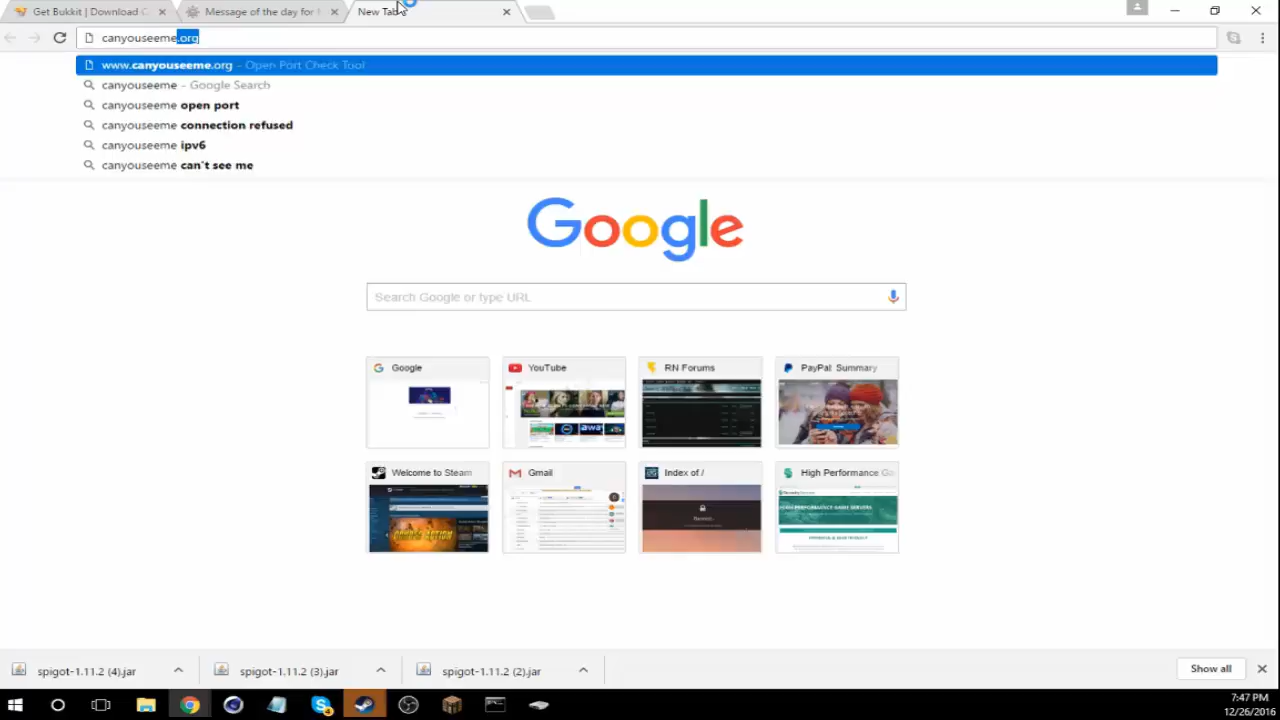 Get Bukkit | Download C
Message of the day for
New Tab
canyouseeme.org
www.canyouseeme.org - Open Port Check Tool
canyouseeme - Google Search
canyouseeme open port
canyouseeme connection refused
canyouseeme ipv6
canyouseeme can't see me
Google
Search Google or type URL
Google
YouTube
RN Forums
PayPal: Summary
Welcome to Steam
Gmail
Index of /
High Performance Ga
spigot-1.11.2 (4).jar
spigot-1.11.2 (3).jar
spigot-1.11.2 (2).jar
Show all
7:47 PM
12/26/2016